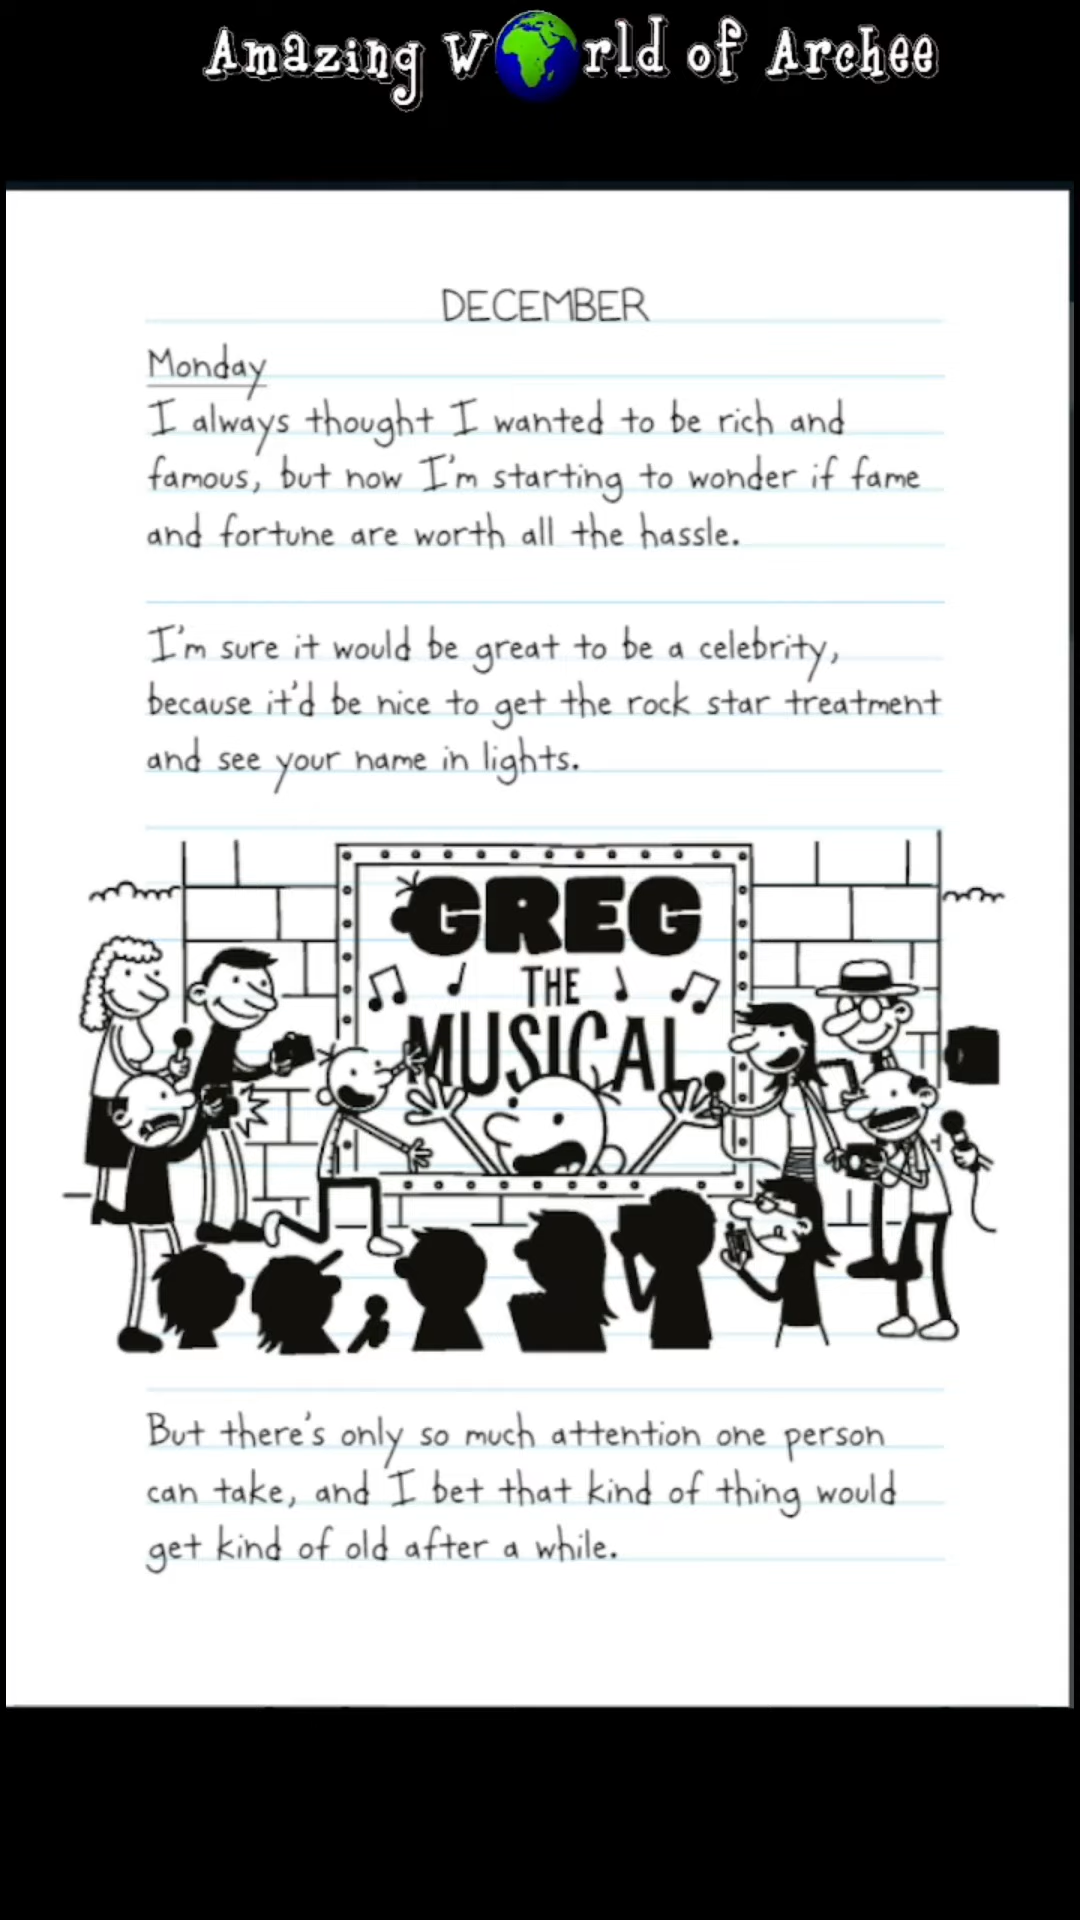 Amazing World of Archee
DECEMBER
Monday
I always thought I wanted to be rich and
famous, but now I'm starting to wonder if fame
and fortune are worth all the hassle.
I'm sure it would be great to be a celebrity,
because it'd be nice to get the rock star treatment
and see your name in lights.
GREG
THE
MUSICAL
But there's only so much attention one person
can take, and I bet that kind of thing would
get kind of old after a while.